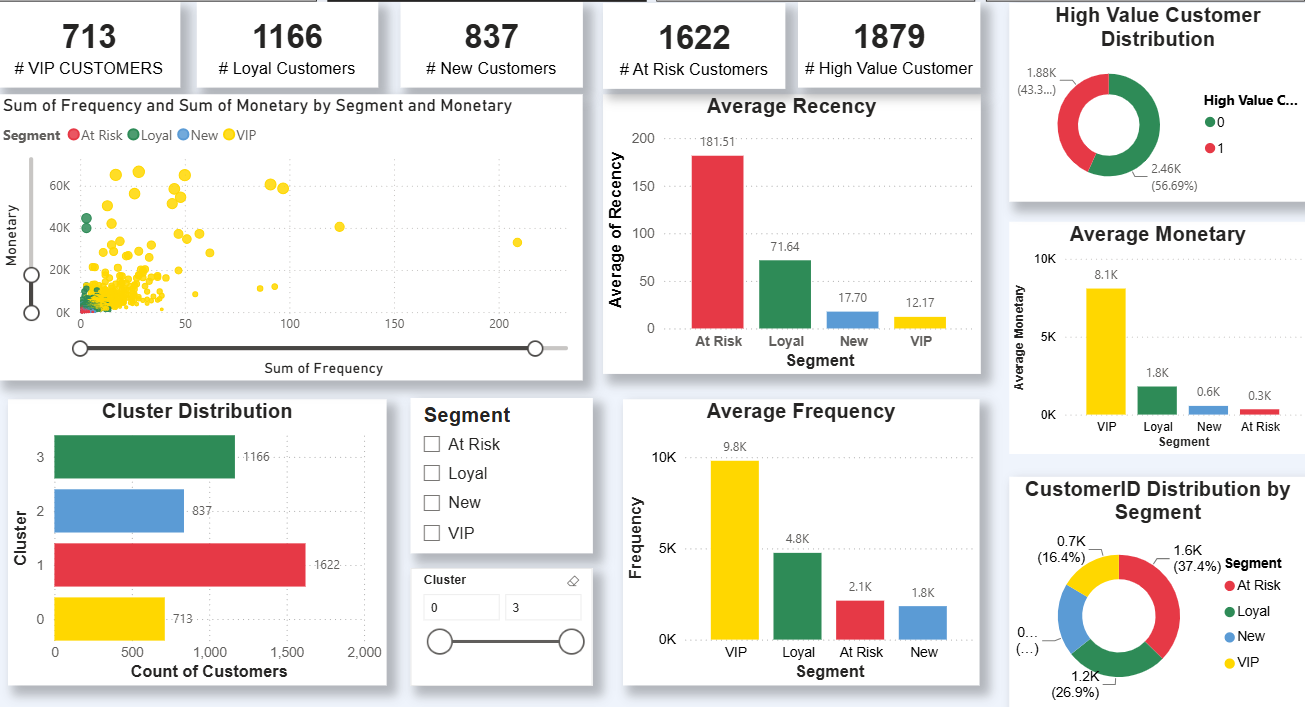 713
# VIP CUSTOMERS
1166
# Loyal Customers
837
# New Customers
1622
# At Risk Customers
1879
# High Value Customer
Sum of Frequency and Sum of Monetary by Segment and Monetary
Segment At Risk Loyal New VIP
Monetary
60K
40K
20K
0K
0 50 100 150 200
Sum of Frequency
Average Recency
Average of Recency
200
150
100
50
0
181.51
71.64
17.70
12.17
At Risk Loyal New VIP
Segment
High Value Customer
Distribution
1.88K
(43.3...)
2.46K
(56.69%)
High Value C...
0
1
Average Monetary
Average Monetary
10K
5K
0K
8.1K
1.8K
0.6K
0.3K
VIP Loyal New At Risk
Segment
Cluster Distribution
Cluster
3
1166
2
837
1
1622
0
713
0 500 1,000 1,500 2,000
Count of Customers
Segment
At Risk
Loyal
New
VIP
Cluster
0 3
Average Frequency
Frequency
10K
5K
0K
9.8K
4.8K
2.1K
1.8K
VIP Loyal At Risk New
Segment
CustomerID Distribution by
Segment
0.7K
(16.4%)
1.6K
(37.4%)
0...
(...)
1.2K
(26.9%)
Segment
At Risk
Loyal
New
VIP